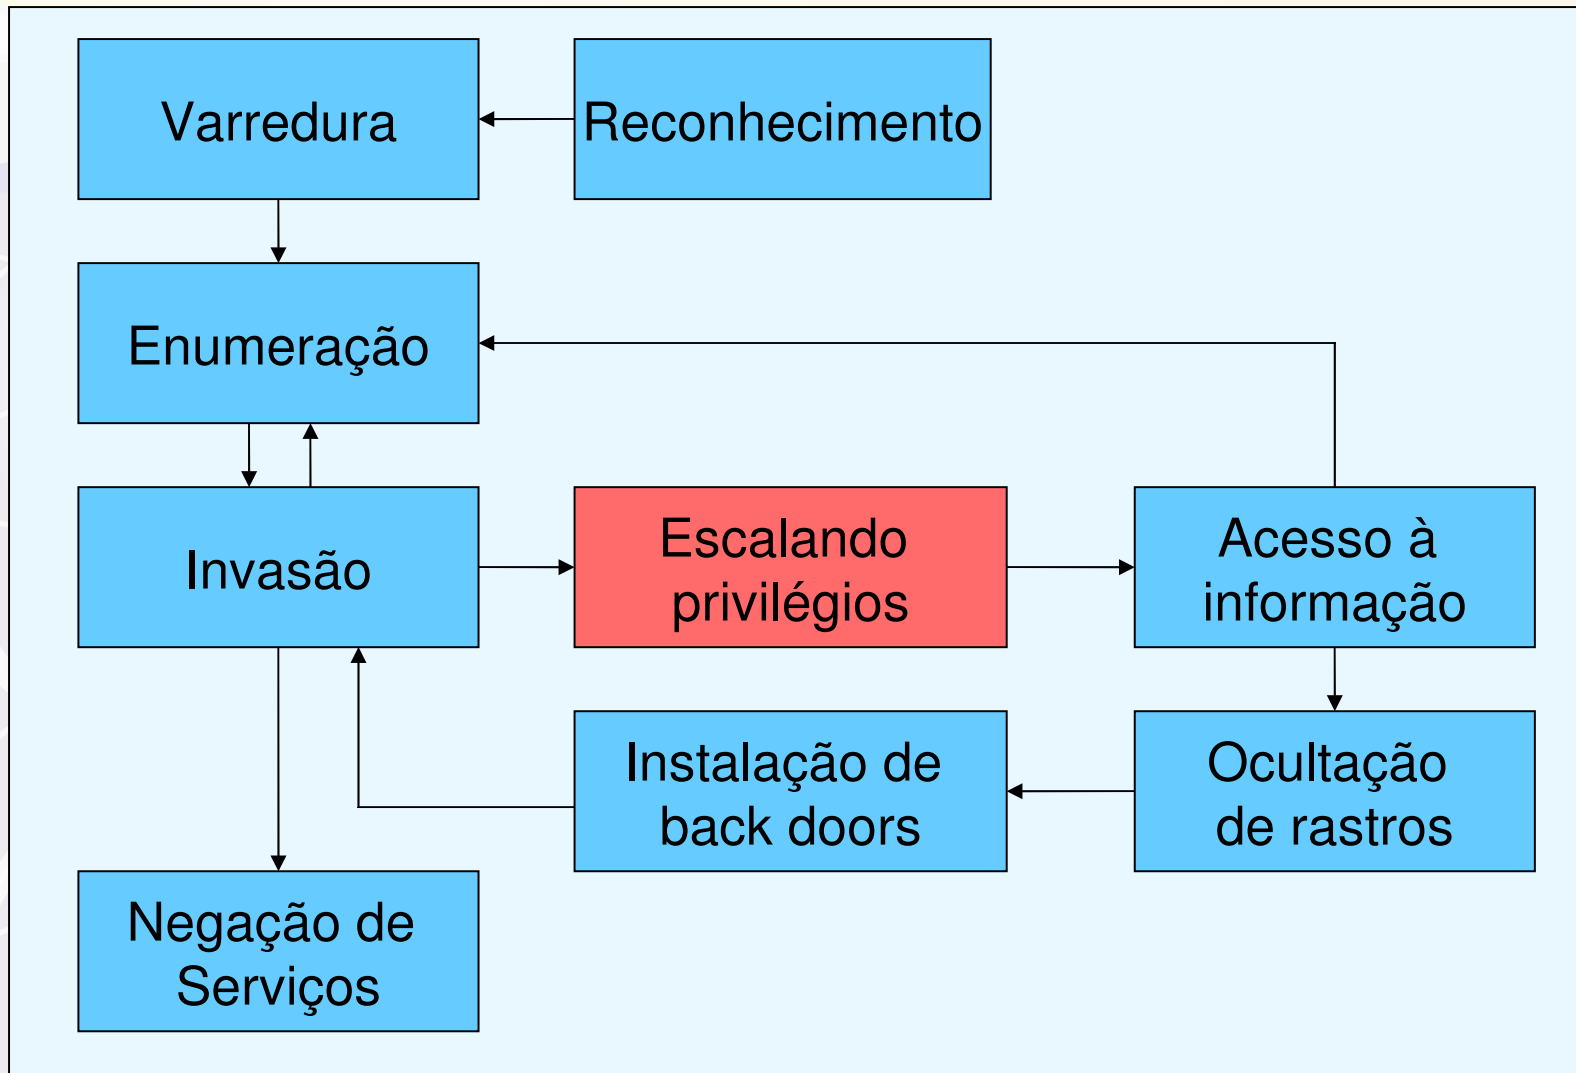 Varredura
Reconhecimento
Enumeração
Invasão
Escalando
privilégios
Acesso à
informação
Instalação de
back doors
Ocultação
de rastros
Negação de
Serviços